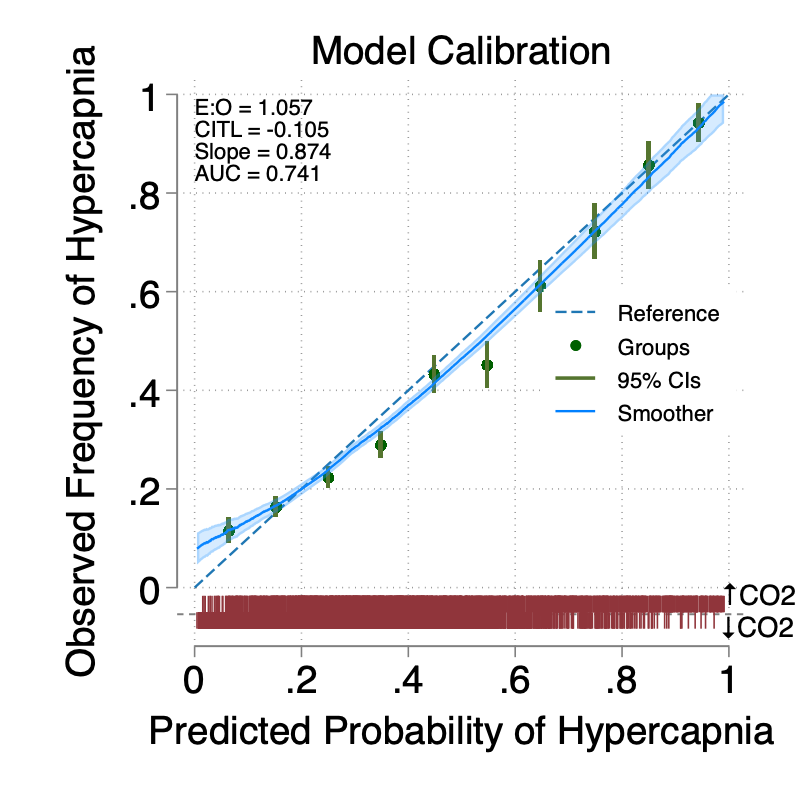 Model Calibration
E:O = 1.057
CITL = -0.105
Slope = 0.874
AUC = 0.741
Observed Frequency of Hypercapnia
1
.8
.6
.4
.2
0
Reference
Groups
95% CIs
Smoother
↑CO2
↓CO2
0 .2 .4 .6 .8 1
Predicted Probability of Hypercapnia